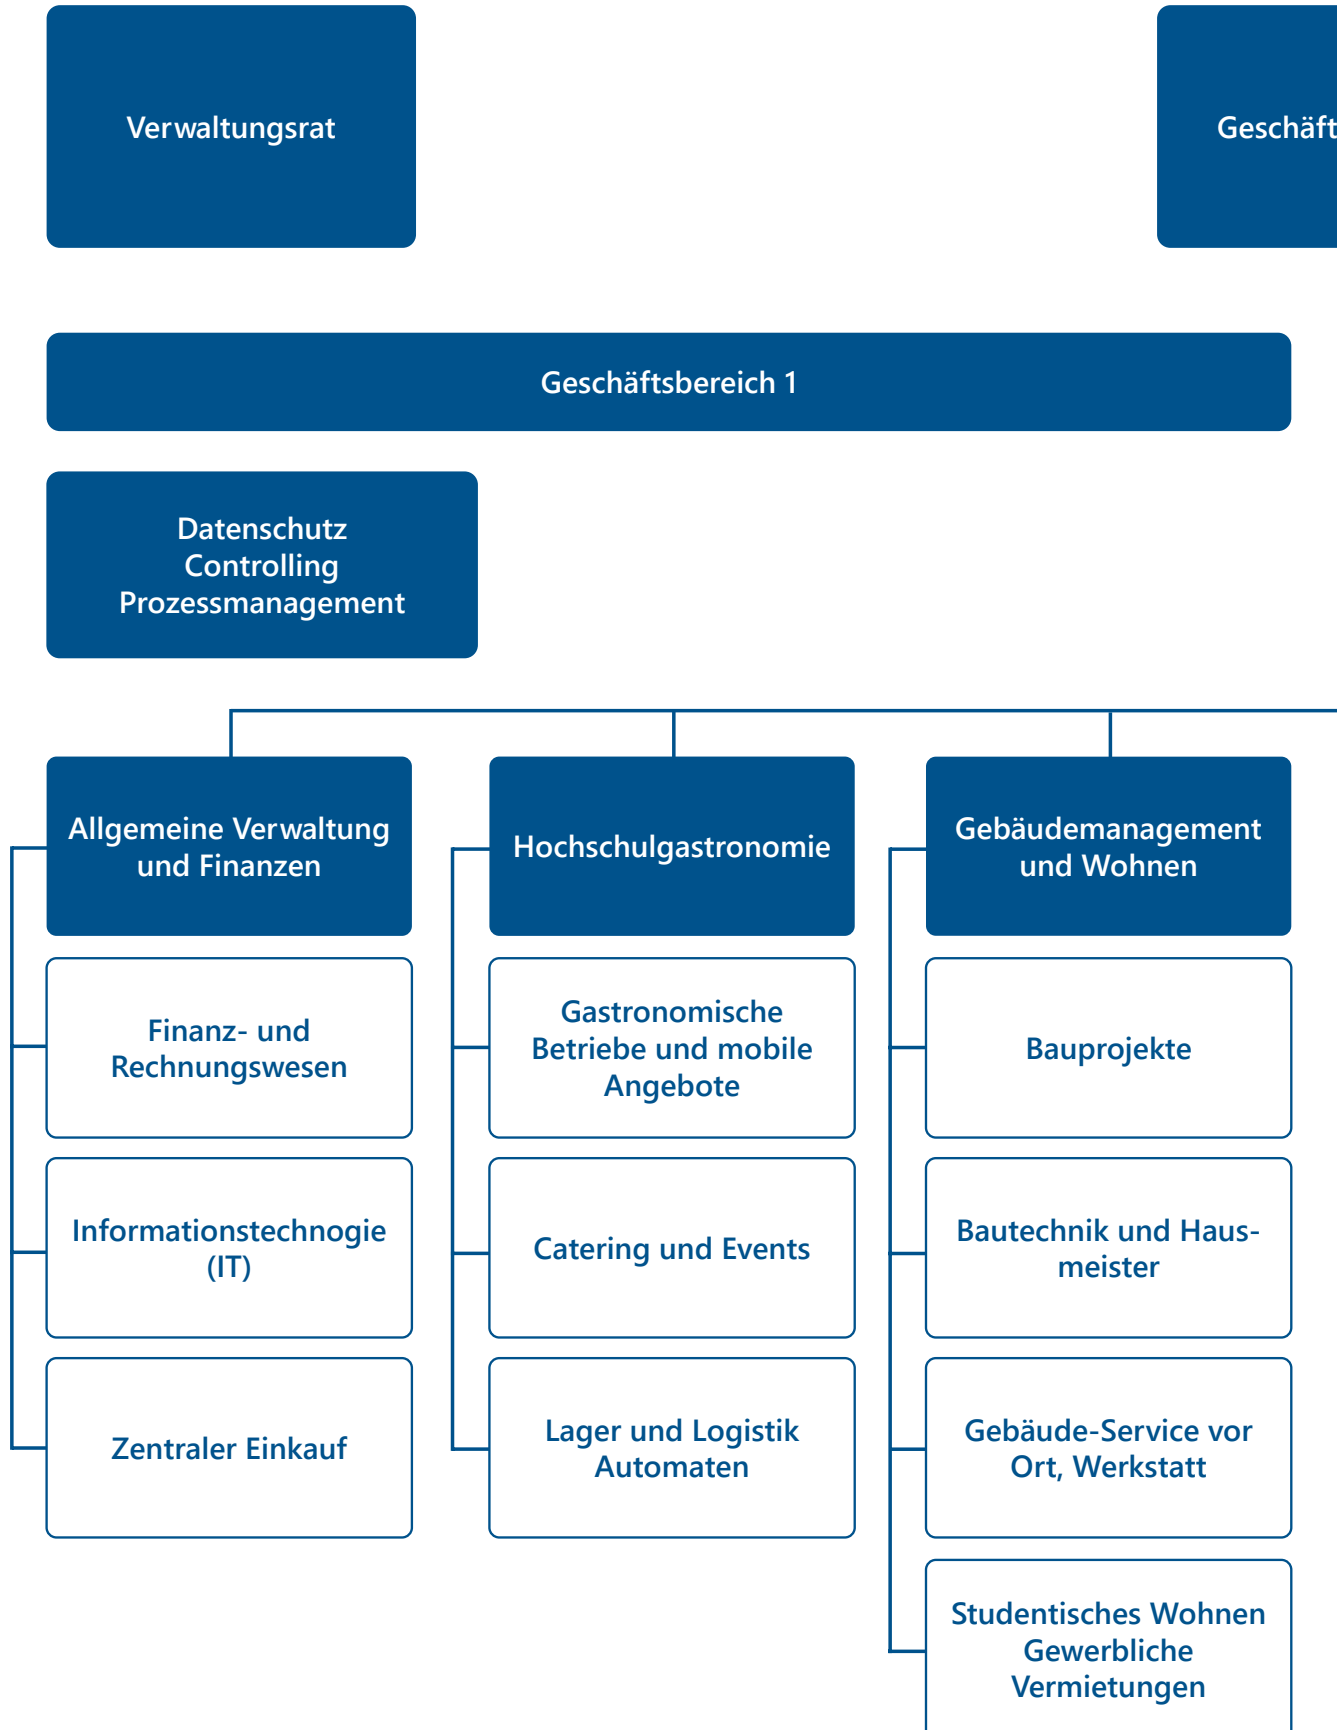 Verwaltungsrat
Geschäft
Geschäftsbereich 1
Datenschutz
Controlling
Prozessmanagement
Allgemeine Verwaltung
und Finanzen
Finanz- und
Rechnungswesen
Informationstechnogie
(IT)
Zentraler Einkauf
Hochschulgastronomie
Gastronomische
Betriebe und mobile
Angebote
Catering und Events
Lager und Logistik
Automaten
Gebäudemanagement
und Wohnen
Bauprojekte
Bautechnik und Haus-
meister
Gebäude-Service vor
Ort, Werkstatt
Studentisches Wohnen
Gewerbliche
Vermietungen